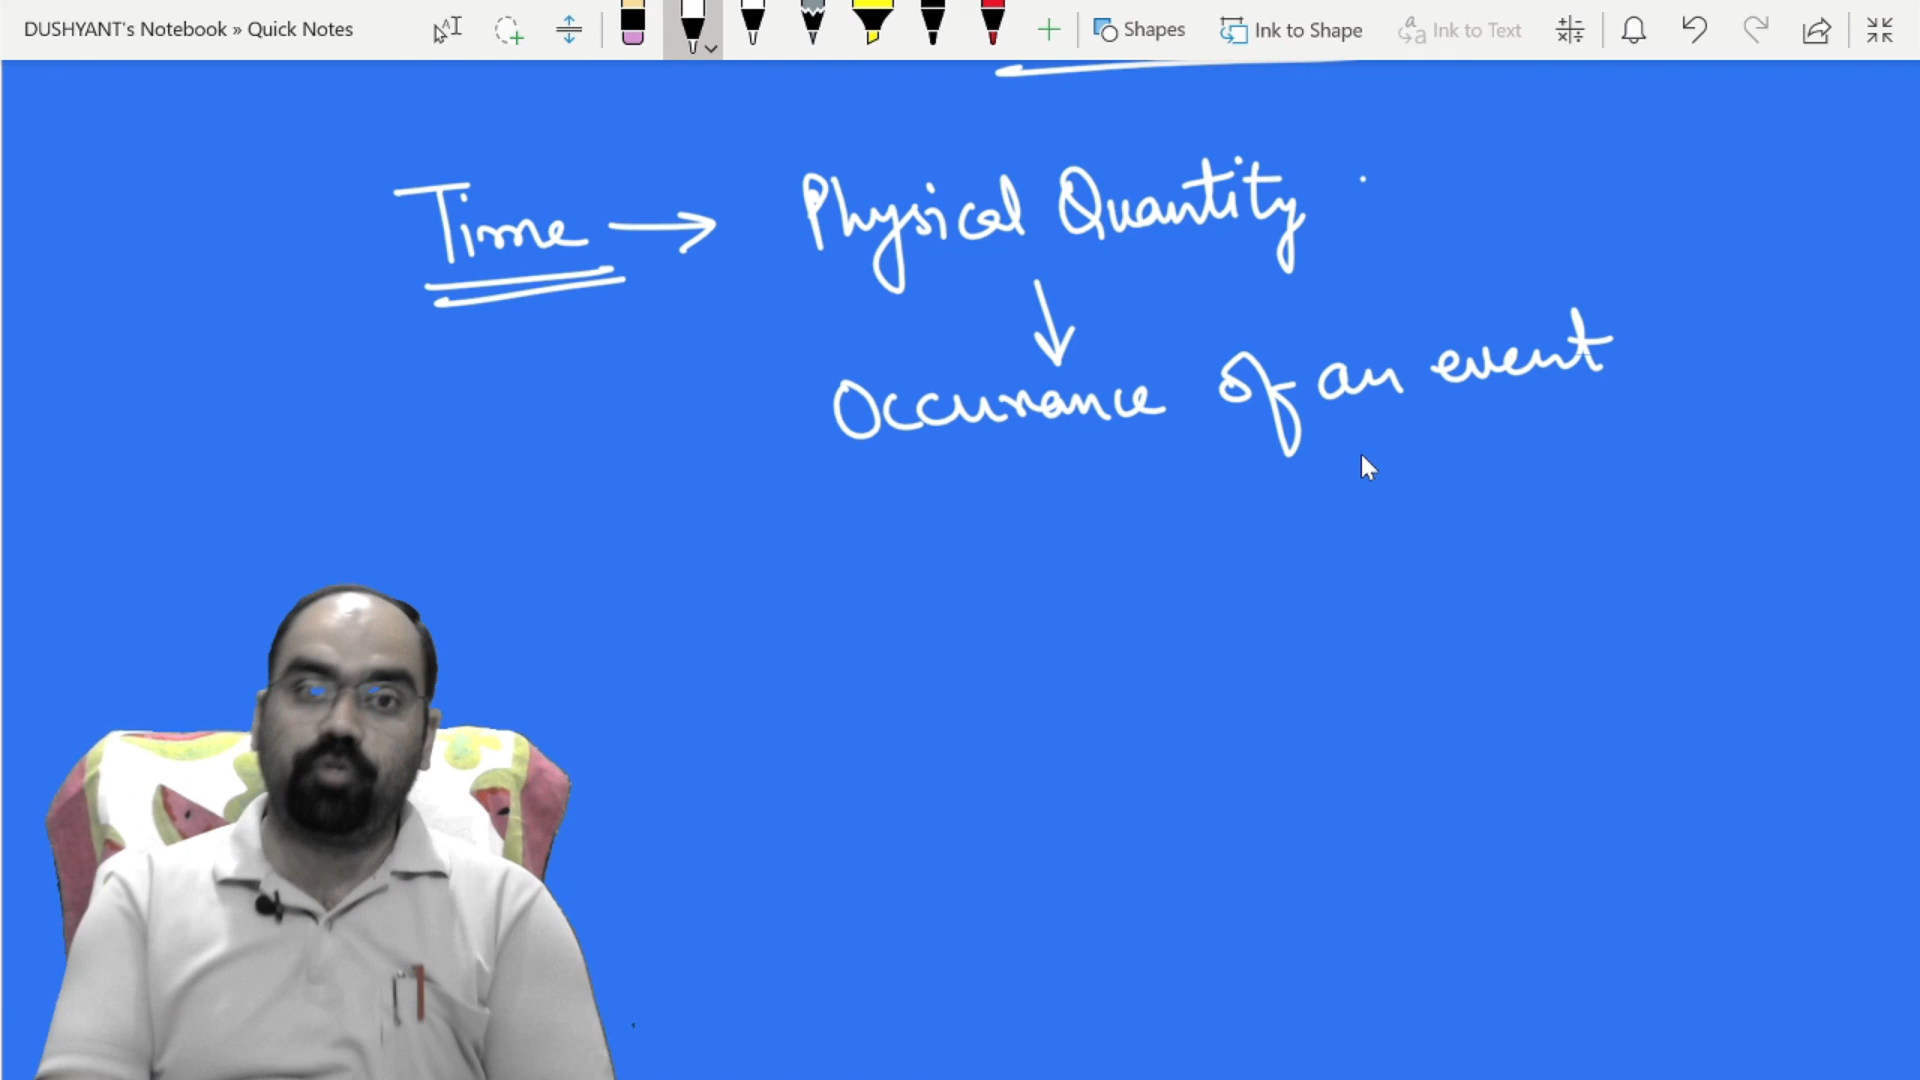 DUSHYANT's Notebook » Quick Notes
Shapes
Ink to Shape
Ink to Text
Time → Physical Quantity
↓
Occurance of an event